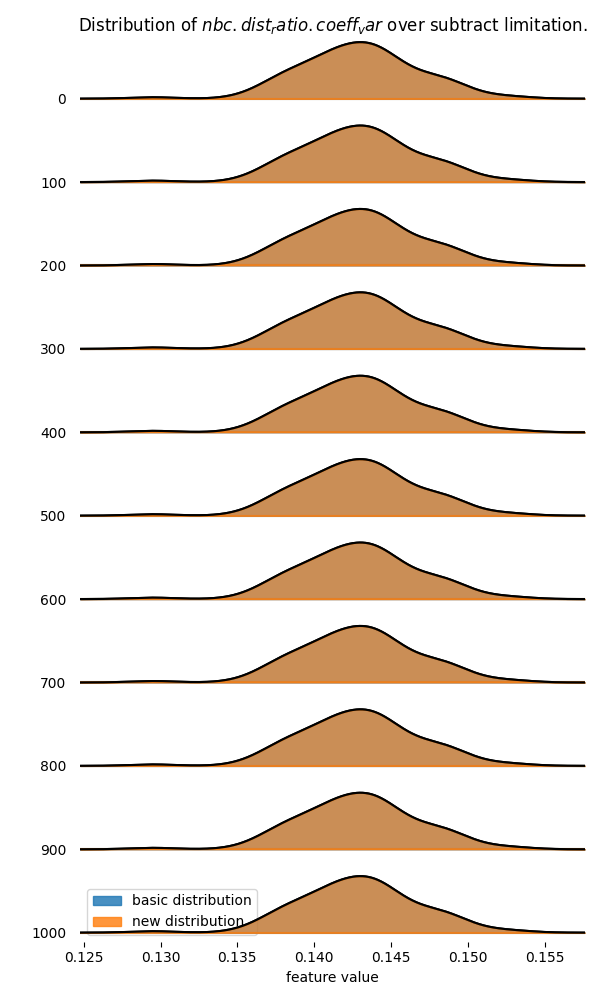 Distribution of nbc.dist_ratio.coeff_var over subtract limitation.
0
100
200
300
400
500
600
700
800
900
1000
basic distribution
new distribution
0.125 0.130 0.135 0.140 0.145 0.150 0.155
feature value